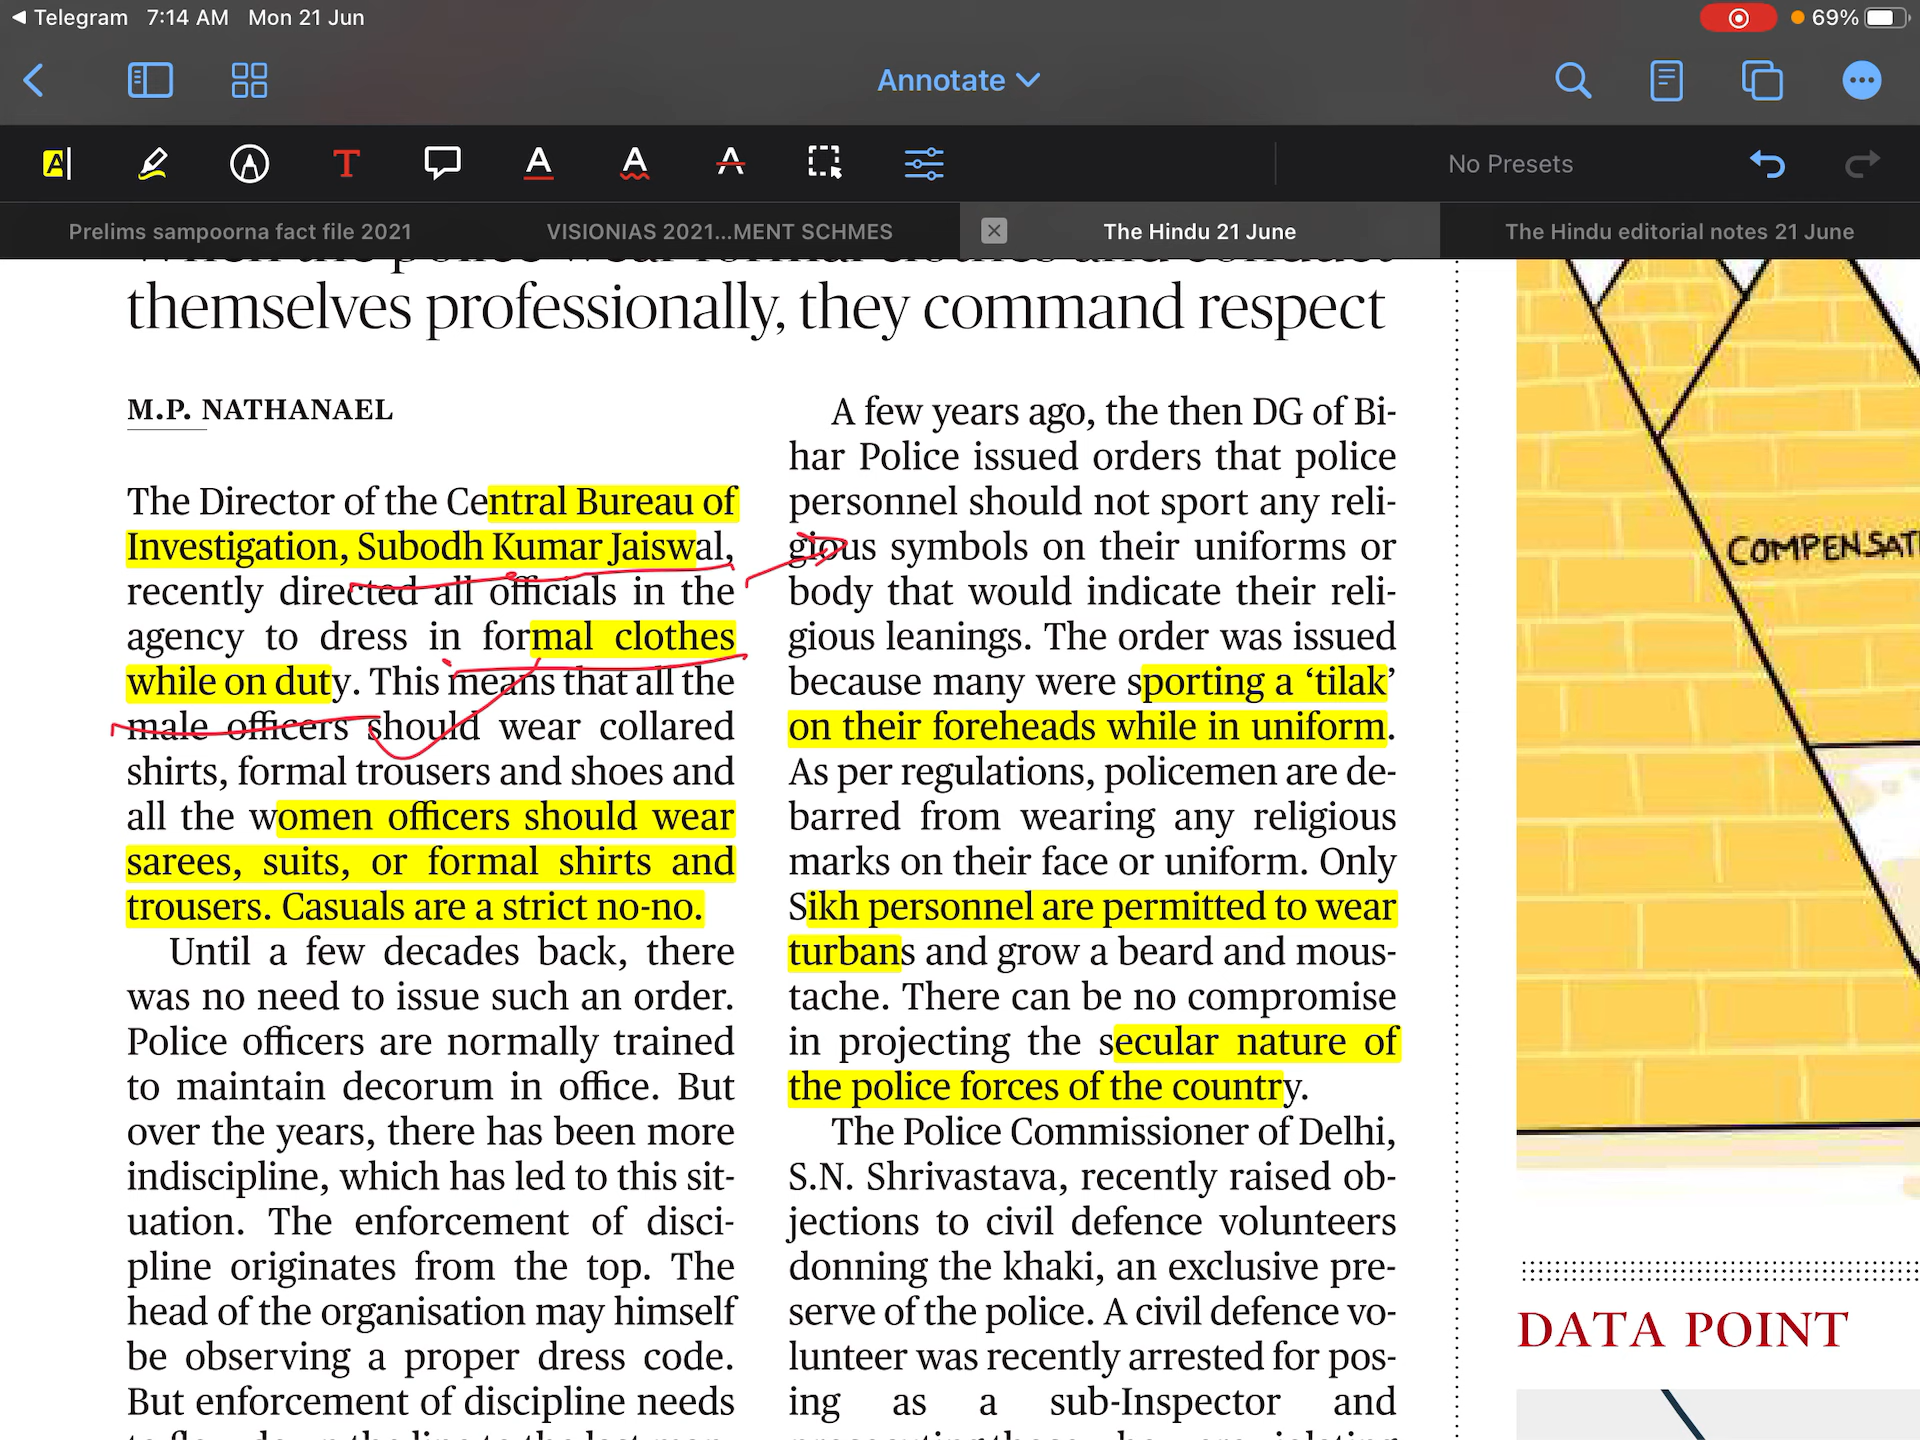 Telegram 7:14 AM Mon 21 Jun
69%
Annotate
No Presets
Prelims sampoorna fact file 2021
VISIONIAS 2021...MENT SCHMES
The Hindu 21 June
The Hindu editorial notes 21 June
When the police wear formal clothes and conduct
themselves professionally, they command respect
M.P. NATHANAEL
The Director of the Central Bureau of
Investigation, Subodh Kumar Jaiswal,
recently directed all officials in the
agency to dress in formal clothes
while on duty. This means that all the
male officers should wear collared
shirts, formal trousers and shoes and
all the women officers should wear
sarees, suits, or formal shirts and
trousers. Casuals are a strict no-no.
Until a few decades back, there
was no need to issue such an order.
Police officers are normally trained
to maintain decorum in office. But
over the years, there has been more
indiscipline, which has led to this sit-
uation. The enforcement of disci-
pline originates from the top. The
head of the organisation may himself
be observing a proper dress code.
But enforcement of discipline needs
A few years ago, the then DG of Bi-
har Police issued orders that police
personnel should not sport any reli-
gious symbols on their uniforms or
body that would indicate their reli-
gious leanings. The order was issued
because many were sporting a ‘tilak’
on their foreheads while in uniform.
As per regulations, policemen are de-
barred from wearing any religious
marks on their face or uniform. Only
Sikh personnel are permitted to wear
turbans and grow a beard and mous-
tache. There can be no compromise
in projecting the secular nature of
the police forces of the country.
The Police Commissioner of Delhi,
S.N. Shrivastava, recently raised ob-
jections to civil defence volunteers
donning the khaki, an exclusive pre-
serve of the police. A civil defence vo-
lunteer was recently arrested for pos-
ing as a sub-Inspector and
COMPENSATI
DATA POINT